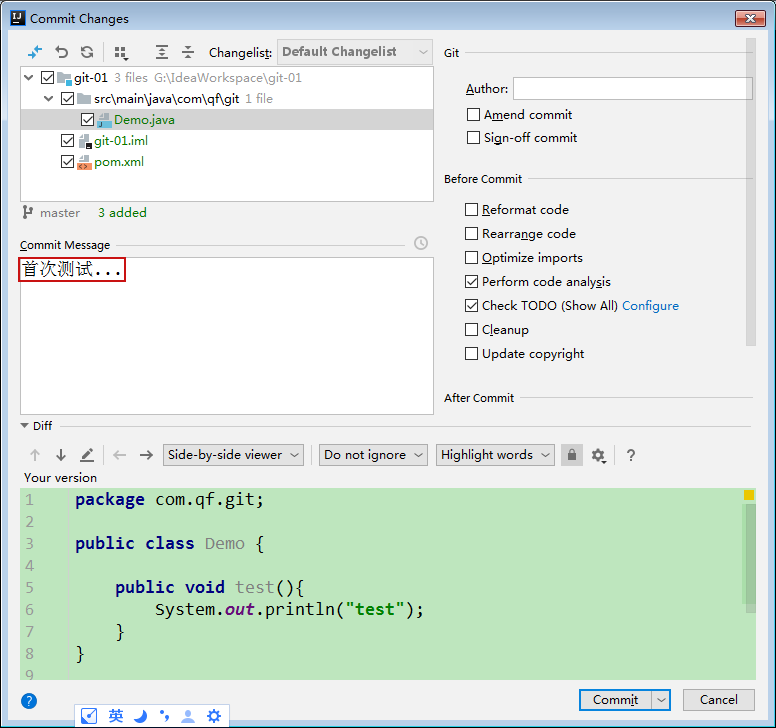 Commit Changes
Changelist: Default Changelist
git-01 3 files G:\IdeaWorkspace\git-01
src\main\java\com\qf\git 1 file
Demo.java
git-01.iml
pom.xml
master 3 added
Commit Message
首次测试...
Git
Author:
Amend commit
Sign-off commit
Before Commit
Reformat code
Rearrange code
Optimize imports
Perform code analysis
Check TODO (Show All) Configure
Cleanup
Update copyright
After Commit
Diff
Side-by-side viewer Do not ignore Highlight words ?
Your version
1 package com.qf.git;
2
3 public class Demo {
4
5 public void test(){
6 System.out.println("test");
7 }
8 }
9
? Commit Cancel
英